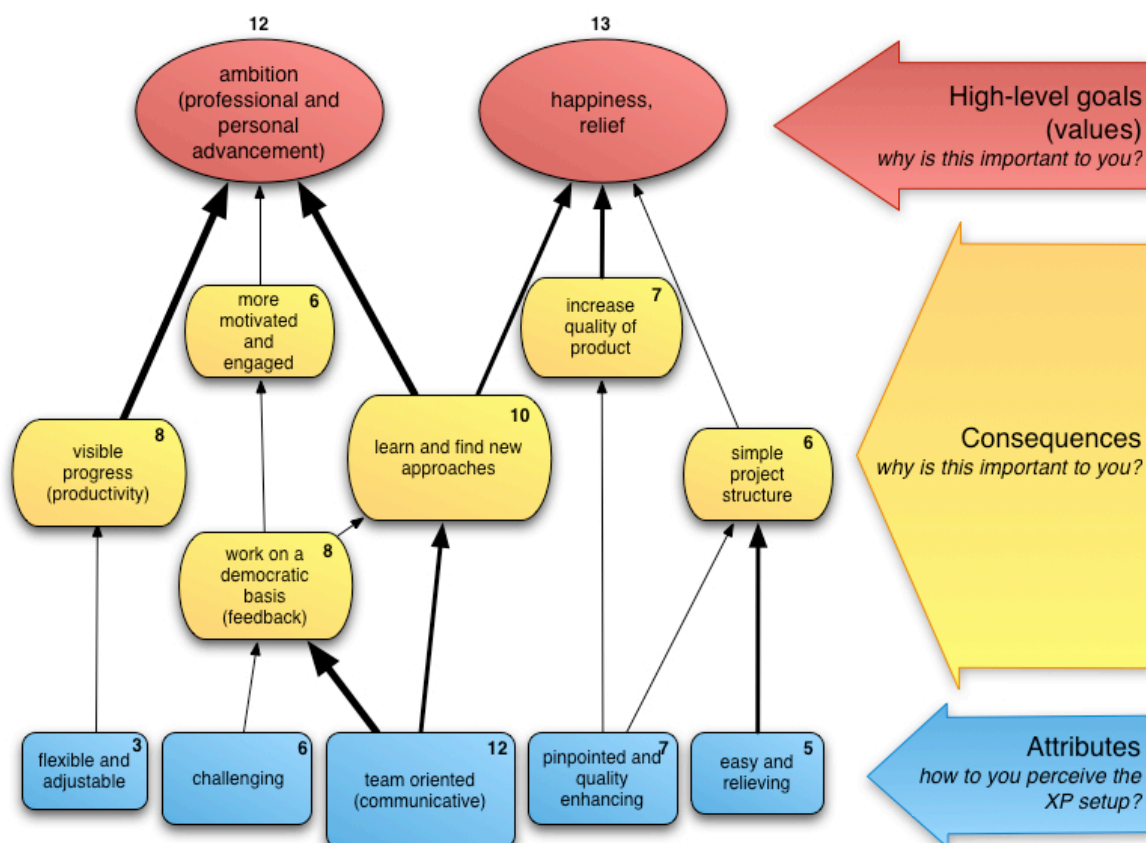 12
13
ambition
(professional and
personal
advancement)
happiness,
relief
High-level goals
(values)
why is this important to you?
more
motivated
and
engaged
6
increase
quality of
product
7
visible
progress
(productivity)
8
learn and find new
approaches
10
simple
project
structure
6
Consequences
why is this important to you?
work on a
democratic
basis
(feedback)
8
flexible and
adjustable
3
challenging
6
team oriented
(communicative)
12
pinpointed and
quality
enhancing
7
easy and
relieving
5
Attributes
how to you perceive the
XP setup?